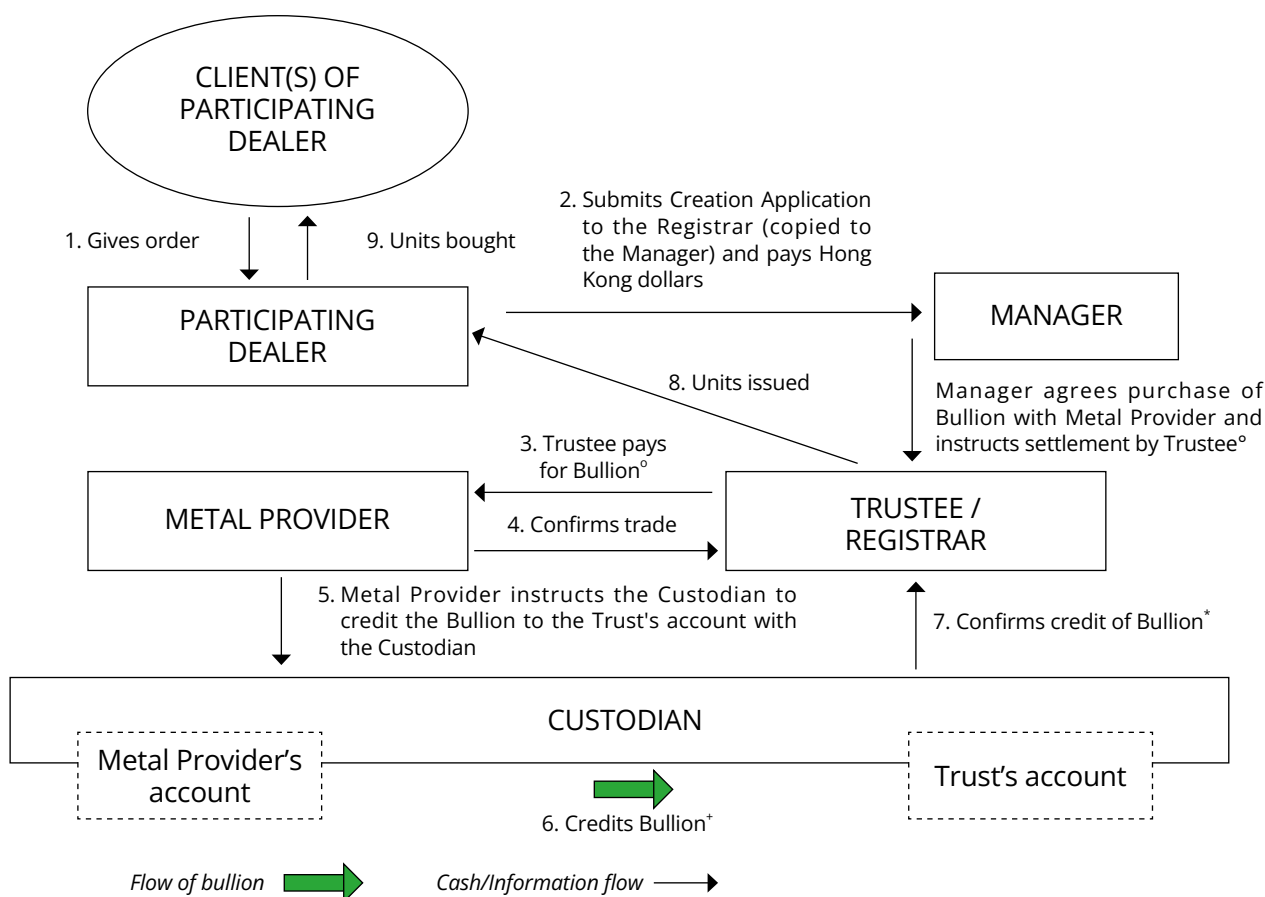 CLIENT(S) OF
PARTICIPATING
DEALER
1. Gives order
9. Units bought
2. Submits Creation Application
to the Registrar (copied to
the Manager) and pays Hong
Kong dollars
PARTICIPATING
DEALER
MANAGER
8. Units issued
Manager agrees purchase of
Bullion with Metal Provider and
instructs settlement by Trustee°
3. Trustee pays
for Bullion°
METAL PROVIDER
4. Confirms trade
TRUSTEE /
REGISTRAR
5. Metal Provider instructs the Custodian to
credit the Bullion to the Trust's account with
the Custodian
7. Confirms credit of Bullion*
CUSTODIAN
Metal Provider’s
account
Trust’s account
6. Credits Bullion+
Flow of bullion
Cash/Information flow